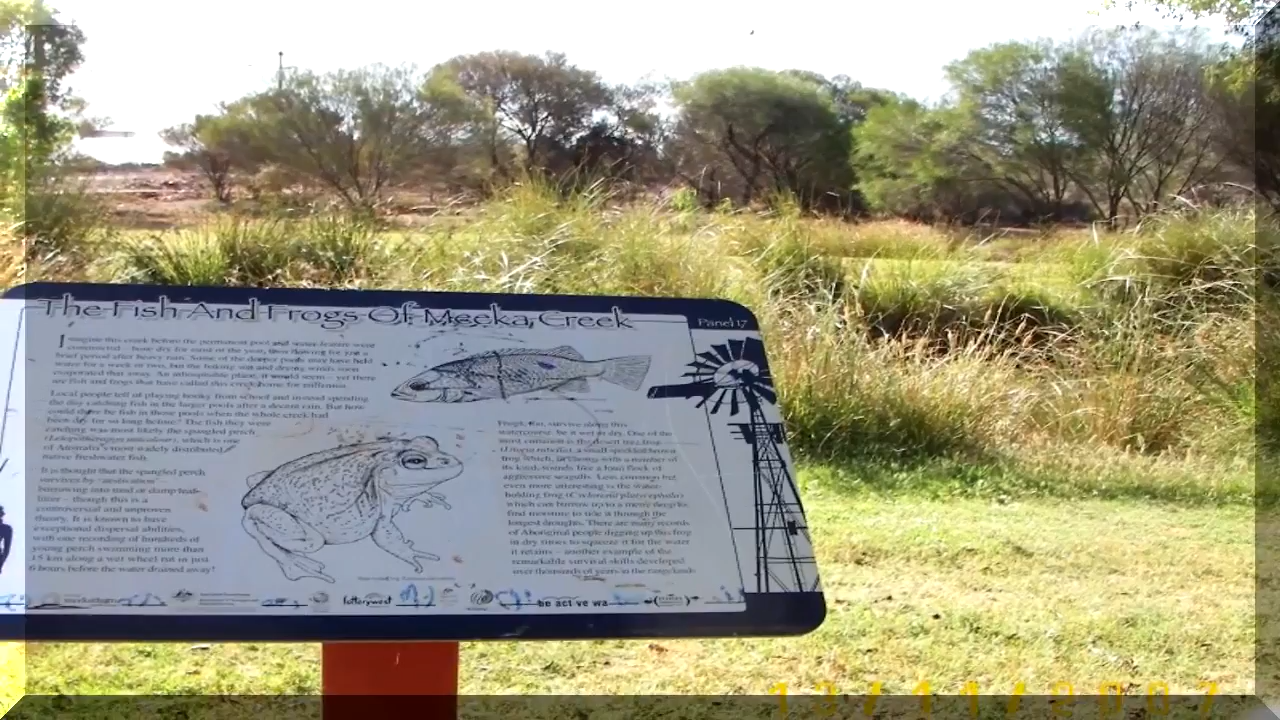 The Fish And Frogs Of Meeka Creek
Panel 17
Imagine this creek before the permanent pool and water feature were
constructed – bone dry for most of the year, then flowing for just a
brief period after heavy rain. Some of the deeper pools may have held
water for a week or two, but the baking sun and drying winds soon
evaporated that away. An inhospitable place, it would seem – yet there
are fish and frogs that have called this creek home for millennia.
Local people tell of playing hooky from school and instead spending
the day catching fish in the larger pools after a decent rain. But how
could there be fish in those pools when the whole creek had
been dry for so long before? The fish they were
catching was most likely the spangled perch
(Leiopotherapon unicolour), which is one
of Australia's most widely distributed
native freshwater fish.
It is thought that the spangled perch
survives by "aestivation" –
burrowing into mud or damp leaf-
litter – though this is a
controversial and unproven
theory. It is known to have
exceptional dispersal abilities,
with one recording of hundreds of
young perch swimming more than
15 km along a wet wheel rut in just
6 hours before the water drained away!
Frogs, too, survive along this
watercourse, be it wet or dry. One of the
most common is the desert tree frog
(Litoria rubella), a small speckled brown
frog which, in chorus with a number of
its kind, sounds like a loud flock of
aggressive seagulls. Less common but
even more interesting is the water-
holding frog (Cyclorana platycephala)
which can burrow up to a metre deep to
find moisture to tide it through the
longest droughts. There are many records
of Aboriginal people digging up this frog
in dry times to squeeze it for the water
it retains – another example of the
remarkable survival skills developed
over thousands of years in the rangelands.
lotterywest
be act ve wa
13/11/2007